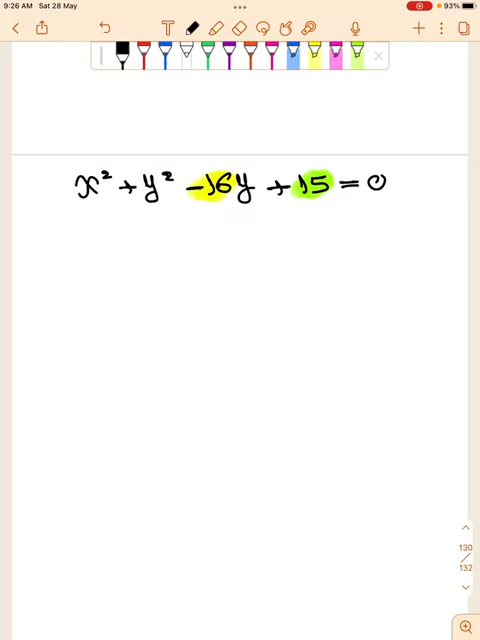 9:26 AM Sat 28 May 93%
T
x² + y² -16y + 15 = 0
130
132